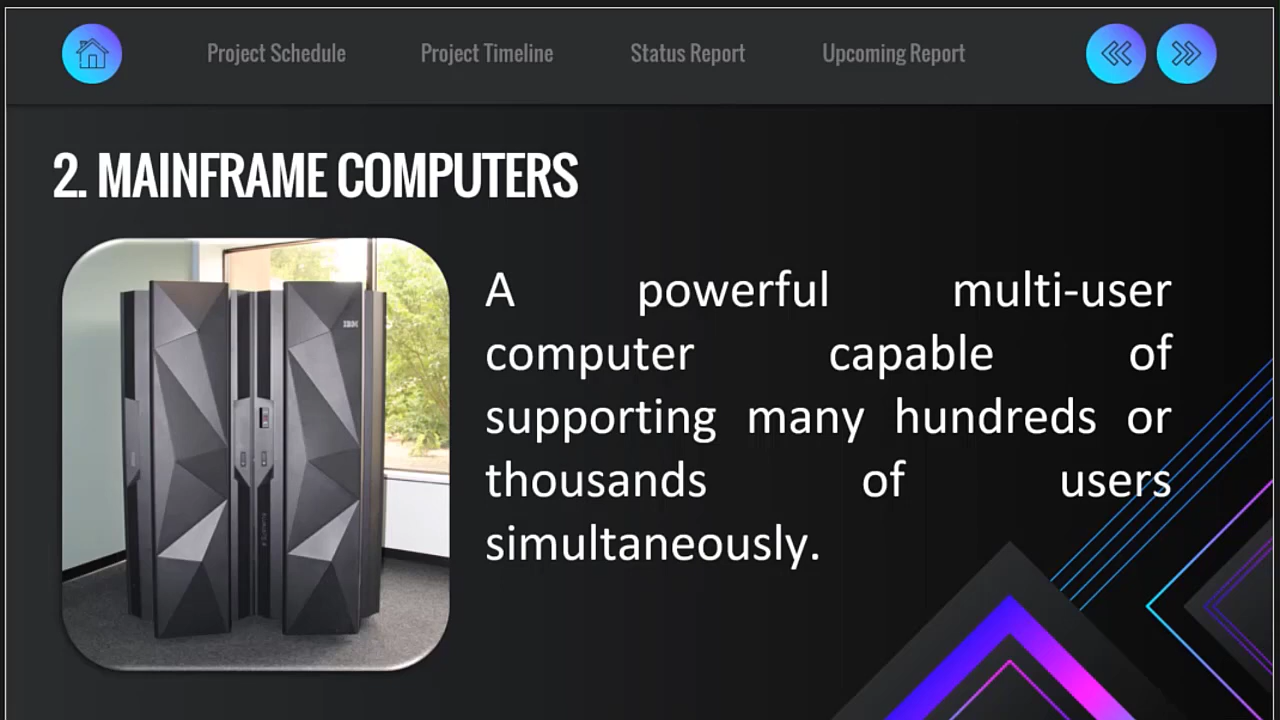 Project Schedule Project Timeline Status Report Upcoming Report
2. MAINFRAME COMPUTERS
IBM
A powerful multi-user
computer capable of
supporting many hundreds or
thousands of users
simultaneously.